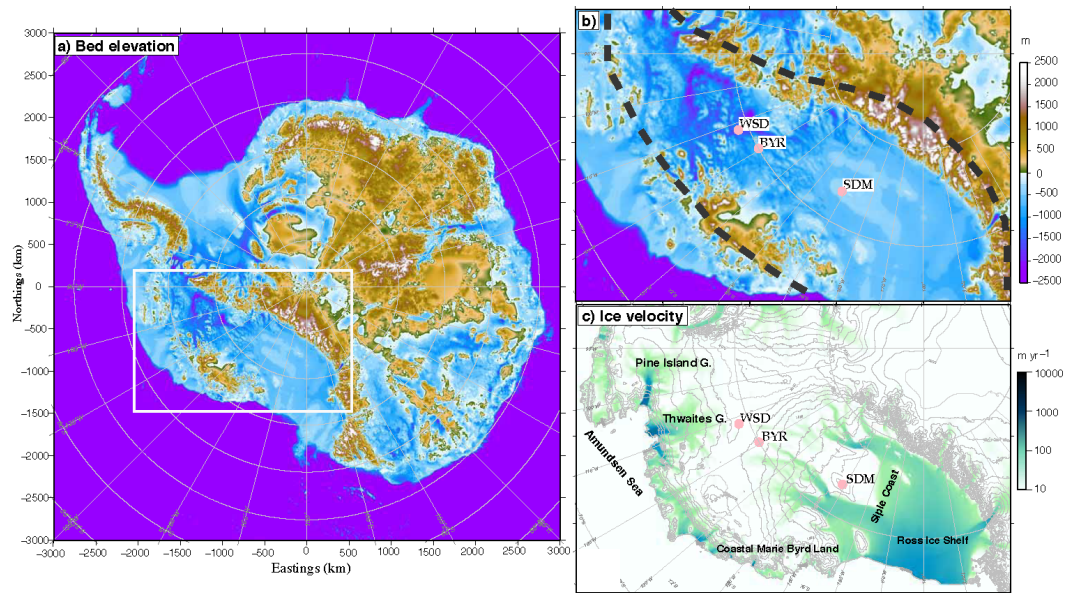 a) Bed elevation
3000
2500
2000
1500
1000
500
0
−500
−1000
−1500
−2000
−2500
−3000
Northings (km)
−3000
−2500
−2000
−1500
−1000
−500
0
500
1000
1500
2000
2500
3000
Eastings (km)
b)
WSD
BYR
SDM
m
2500
2000
1500
1000
500
0
−500
−1000
−1500
−2000
−2500
c) Ice velocity
Pine Island G.
Thwaites G.
WSD
BYR
SDM
Amundsen Sea
Siple Coast
Ross Ice Shelf
Coastal Marie Byrd Land
m yr⁻¹
10000
1000
100
10